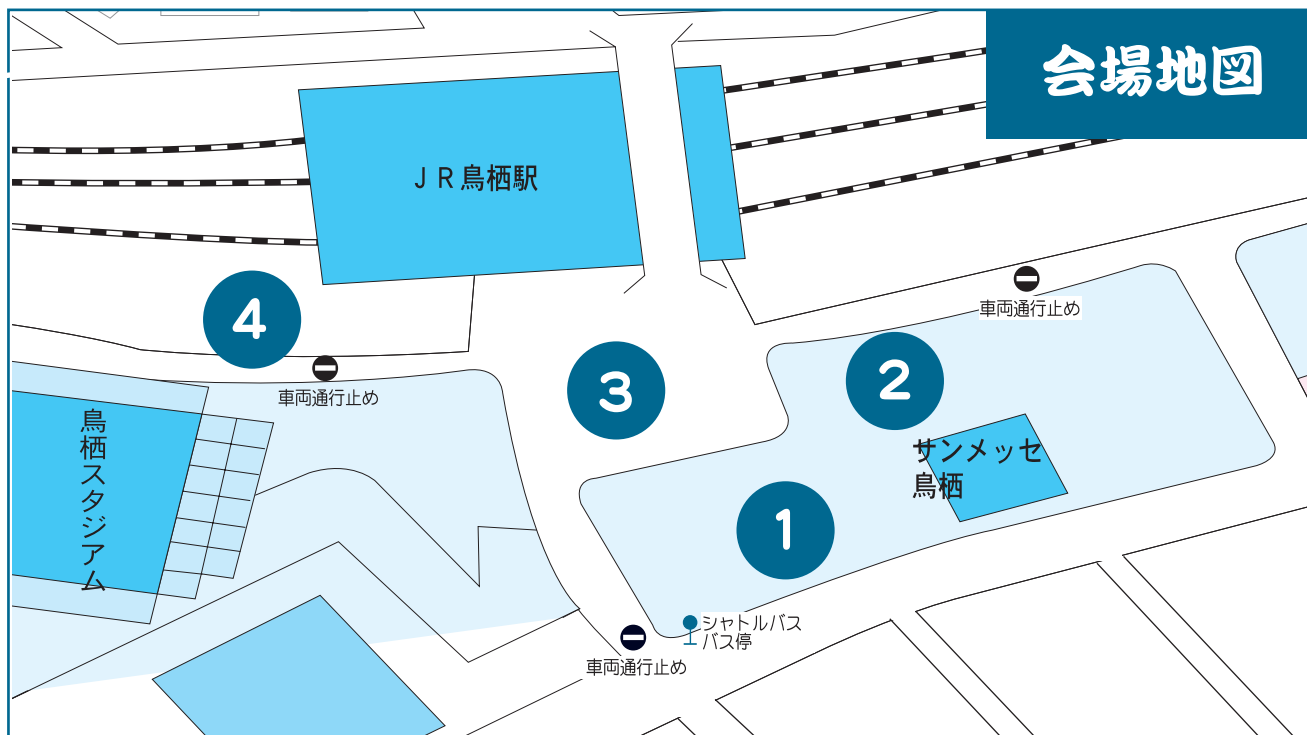 会場地図
ＪＲ鳥栖駅
4
車両通行止め
車両通行止め
3
2
鳥栖スタジアム
サンメッセ
鳥栖
1
シャトルバス
バス停
車両通行止め